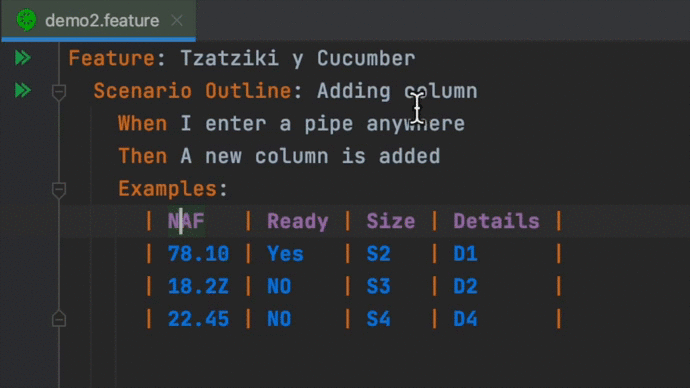 demo2.feature
Feature: Tzatziki y Cucumber
Scenario Outline: Adding column
When I enter a pipe anywhere
Then A new column is added
Examples:
| NAF | Ready | Size | Details |
| 78.10 | Yes | S2 | D1 |
| 18.2Z | NO | S3 | D2 |
| 22.45 | NO | S4 | D4 |